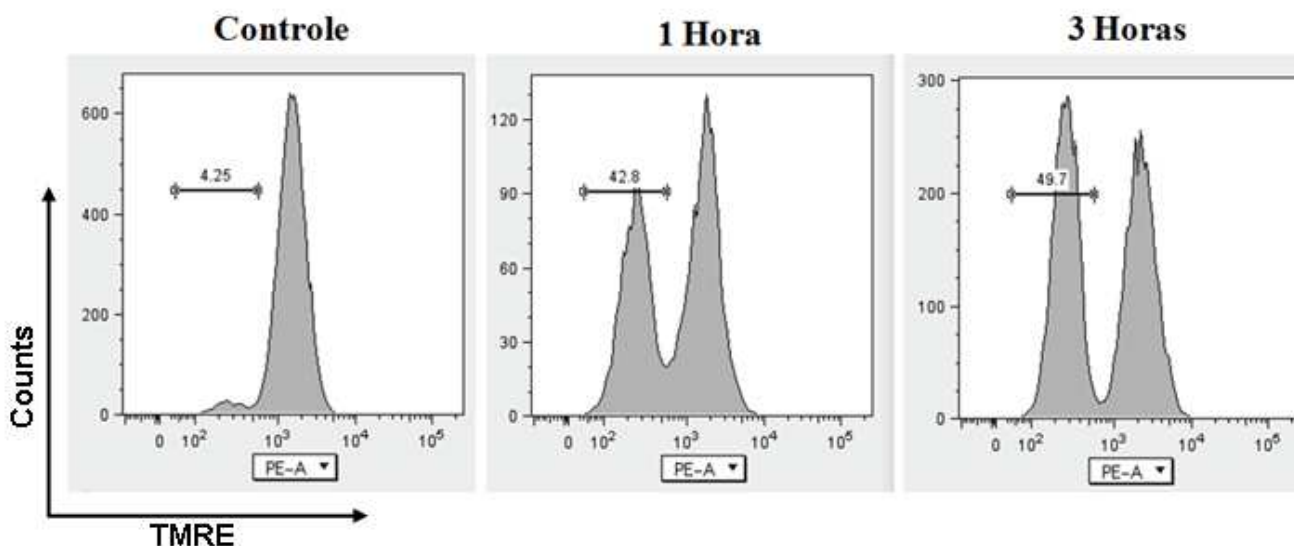 Controle
1 Hora
3 Horas
600
400
200
0
4.25
0 10² 10³ 10⁴ 10⁵
PE-A ▼
120
90
60
30
0
42.8
0 10² 10³ 10⁴ 10⁵
PE-A ▼
300
200
100
0
49.7
0 10² 10³ 10⁴ 10⁵
PE-A ▼
Counts
TMRE